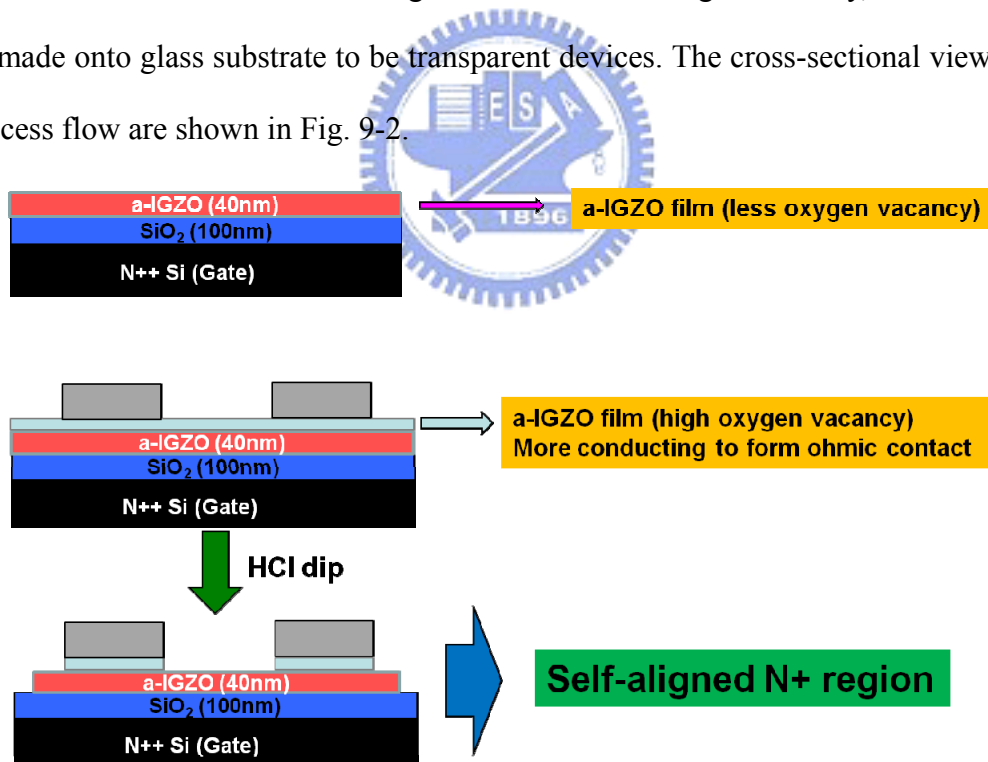 made onto glass substrate to be transparent devices. The cross-sectional view
cess flow are shown in Fig. 9-2.
E S A
1896
a-IGZO (40nm)
SiO₂ (100nm)
N++ Si (Gate)
a-IGZO film (less oxygen vacancy)
a-IGZO film (high oxygen vacancy)
More conducting to form ohmic contact
a-IGZO (40nm)
SiO₂ (100nm)
N++ Si (Gate)
HCl dip
a-IGZO (40nm)
SiO₂ (100nm)
N++ Si (Gate)
Self-aligned N+ region